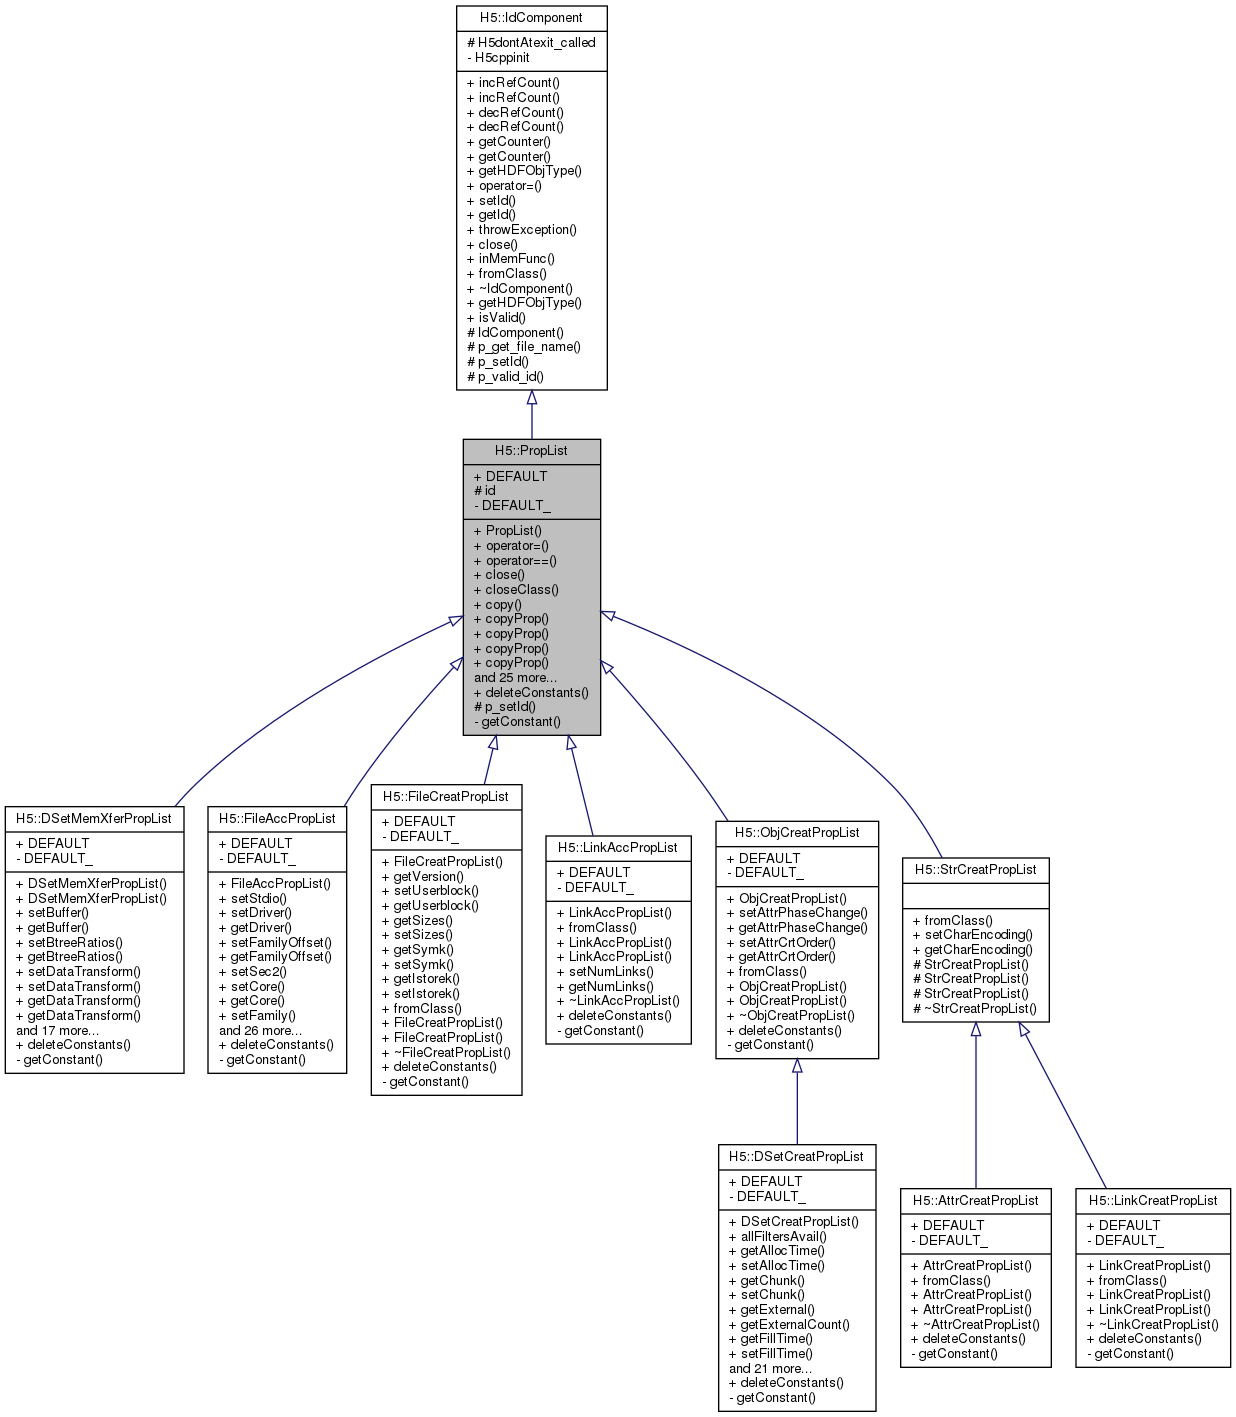 H5::IdComponent
# H5dontAtexit_called
- H5cppinit
+ incRefCount()
+ incRefCount()
+ decRefCount()
+ decRefCount()
+ getCounter()
+ getCounter()
+ getHDFObjType()
+ operator=()
+ setId()
+ getId()
+ throwException()
+ close()
+ inMemFunc()
+ fromClass()
+ ~IdComponent()
+ getHDFObjType()
+ isValid()
# IdComponent()
# p_get_file_name()
# p_setId()
# p_valid_id()
H5::PropList
+ DEFAULT
# id
- DEFAULT_
+ PropList()
+ operator=()
+ operator==()
+ close()
+ closeClass()
+ copy()
+ copyProp()
+ copyProp()
+ copyProp()
+ copyProp()
and 25 more...
+ deleteConstants()
# p_setId()
- getConstant()
H5::DSetMemXferPropList
+ DEFAULT
- DEFAULT_
+ DSetMemXferPropList()
+ DSetMemXferPropList()
+ setBuffer()
+ getBuffer()
+ setBtreeRatios()
+ getBtreeRatios()
+ setDataTransform()
+ setDataTransform()
+ getDataTransform()
+ getDataTransform()
and 17 more...
+ deleteConstants()
- getConstant()
H5::FileAccPropList
+ DEFAULT
- DEFAULT_
+ FileAccPropList()
+ setStdio()
+ setDriver()
+ getDriver()
+ setFamilyOffset()
+ getFamilyOffset()
+ setSec2()
+ setCore()
+ getCore()
+ setFamily()
and 26 more...
+ deleteConstants()
- getConstant()
H5::FileCreatPropList
+ DEFAULT
- DEFAULT_
+ FileCreatPropList()
+ getVersion()
+ setUserblock()
+ getUserblock()
+ getSizes()
+ setSizes()
+ getSymk()
+ setSymk()
+ getIstorek()
+ setIstorek()
+ fromClass()
+ FileCreatPropList()
+ FileCreatPropList()
+ ~FileCreatPropList()
+ deleteConstants()
- getConstant()
H5::LinkAccPropList
+ DEFAULT
- DEFAULT_
+ LinkAccPropList()
+ fromClass()
+ LinkAccPropList()
+ LinkAccPropList()
+ setNumLinks()
+ getNumLinks()
+ ~LinkAccPropList()
+ deleteConstants()
- getConstant()
H5::ObjCreatPropList
+ DEFAULT
- DEFAULT_
+ ObjCreatPropList()
+ setAttrPhaseChange()
+ getAttrPhaseChange()
+ setAttrCrtOrder()
+ getAttrCrtOrder()
+ fromClass()
+ ObjCreatPropList()
+ ObjCreatPropList()
+ ~ObjCreatPropList()
+ deleteConstants()
- getConstant()
H5::StrCreatPropList
+ fromClass()
+ setCharEncoding()
+ getCharEncoding()
# StrCreatPropList()
# StrCreatPropList()
# StrCreatPropList()
# ~StrCreatPropList()
H5::DSetCreatPropList
+ DEFAULT
- DEFAULT_
+ DSetCreatPropList()
+ allFiltersAvail()
+ getAllocTime()
+ setAllocTime()
+ getChunk()
+ setChunk()
+ getExternal()
+ getExternalCount()
+ getFillTime()
+ setFillTime()
and 21 more...
+ deleteConstants()
- getConstant()
H5::AttrCreatPropList
+ DEFAULT
- DEFAULT_
+ AttrCreatPropList()
+ fromClass()
+ AttrCreatPropList()
+ AttrCreatPropList()
+ ~AttrCreatPropList()
+ deleteConstants()
- getConstant()
H5::LinkCreatPropList
+ DEFAULT
- DEFAULT_
+ LinkCreatPropList()
+ fromClass()
+ LinkCreatPropList()
+ LinkCreatPropList()
+ ~LinkCreatPropList()
+ deleteConstants()
- getConstant()